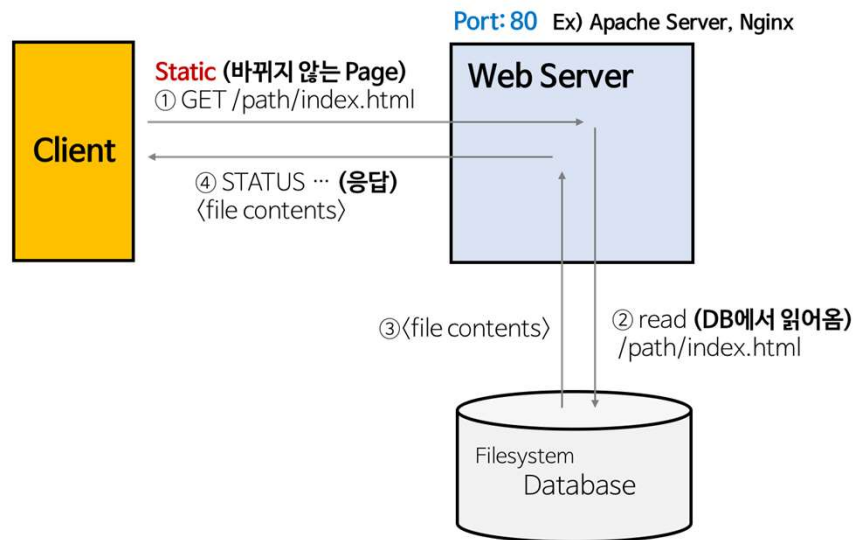 Port: 80 Ex) Apache Server, Nginx
Static (바뀌지 않는 Page)
① GET /path/index.html
Web Server
Client
④ STATUS … (응답)
〈file contents〉
③〈file contents〉
② read (DB에서 읽어옴)
/path/index.html
Filesystem
Database